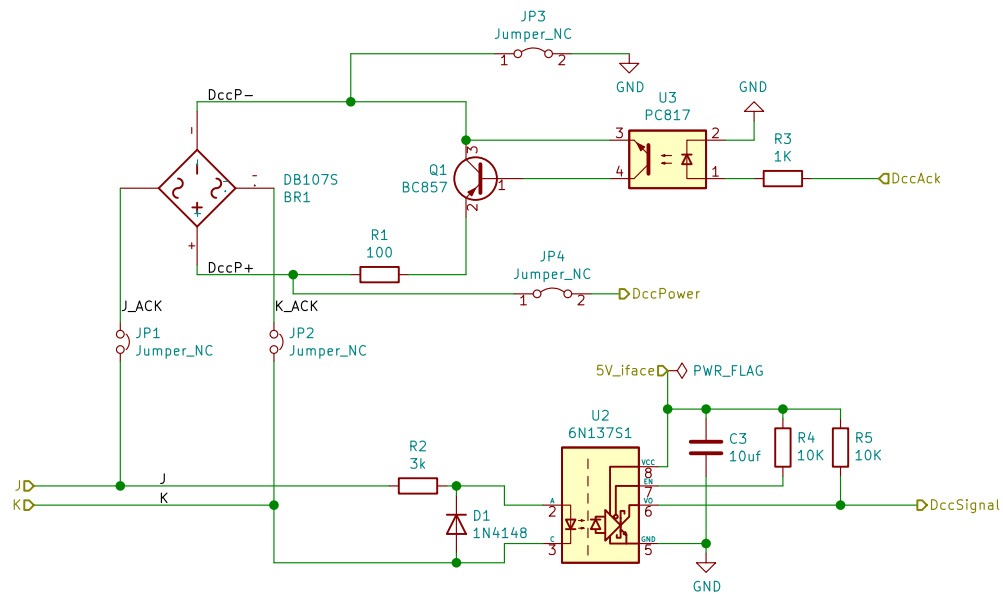 JP3
Jumper_NC
1 2
GND
GND
DccP-
U3
PC817
3 2
4 1
R3
1K
DccAck
Q1
BC857
3
1
2
-
+
DB107S
BR1
R1
100
DccP+
JP4
Jumper_NC
1 2
DccPower
J_ACK
K_ACK
JP1
Jumper_NC
JP2
Jumper_NC
5V_iface
PWR_FLAG
U2
6N137S1
C3
10uf
R4
10K
R5
10K
R2
3k
J
J
K
K
D1
1N4148
A
2
C
3
VCC
8
EN
7
VO
6
GND
5
DccSignal
GND